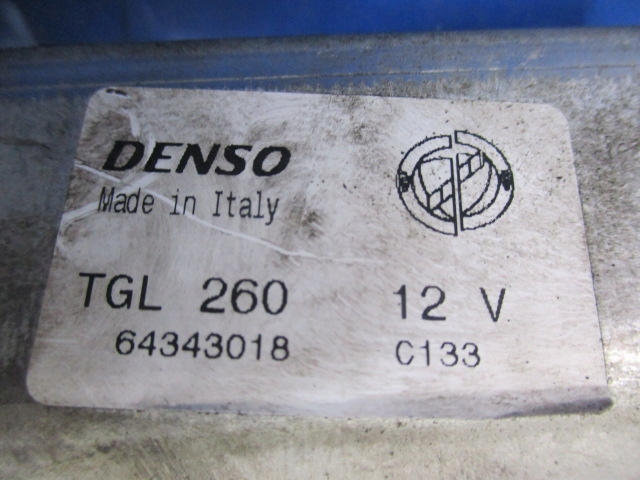 DENSO
Made in Italy
TGL 260 12 V
64343018 C133